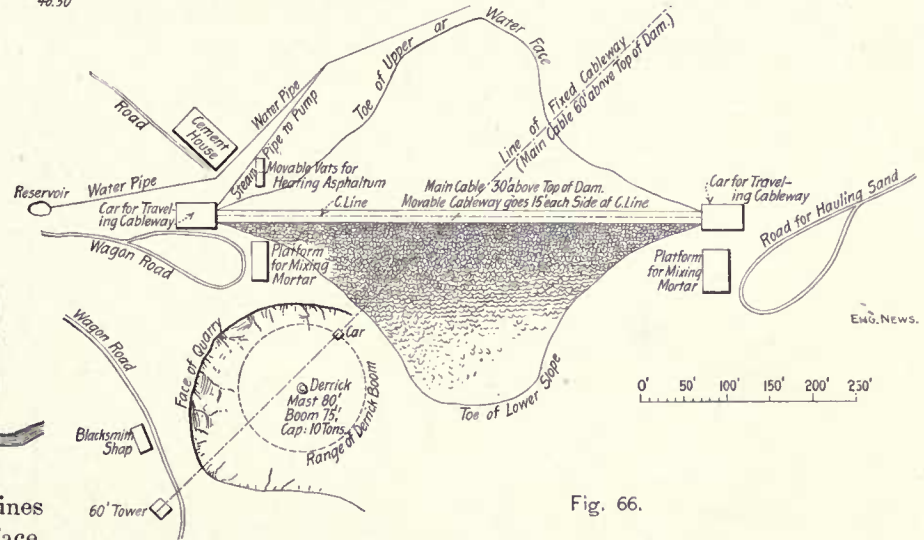 46.50
Water Face
Toe of Upper or
Line of Fixed Cableway
(Main Cable 60' above Top of Dam.)
Road
Cement
House
Water Pipe
Steam Pipe to Pump
Movable Vats for
Heating Asphaltum
Reservoir
Water Pipe
Car for Travel-
ing Cableway
C.Line
Main Cable 30' above Top of Dam.
Movable Cableway goes 15' each Side of C.Line
Car for Travel-
ing Cableway
Road for Hauling Sand
Wagon Road
Platform
for Mixing
Mortar
Platform
for Mixing
Mortar
ENG. NEWS.
Wagon Road
Face of Quarry
Car
Derrick
Mast 80'
Boom 75'
Cap: 10 Tons.
Range of Derrick Boom
Toe of Lower Slope
0' 50' 100' 150' 200' 250'
Blacksmith
Shop
60' Tower
Fig. 66.
ines